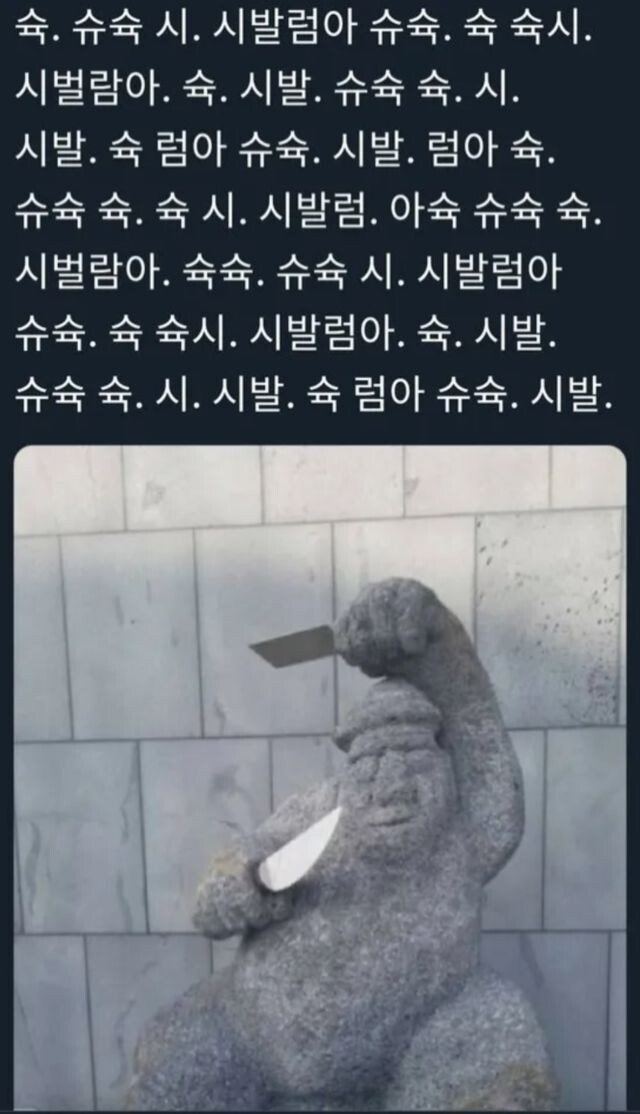 슉. 슈슉 시. 시발럼아 슈슉. 슉 슉시.
시벌람아. 슉. 시발. 슈슉 슉. 시.
시발. 슉 럼아 슈슉. 시발. 럼아 슉.
슈슉 슉. 슉 시. 시발럼. 아슉 슈슉 슉.
시벌람아. 슉슉. 슈슉 시. 시발럼아
슈슉. 슉 슉시. 시발럼아. 슉. 시발.
슈슉 슉. 시. 시발. 슉 럼아 슈슉. 시발.